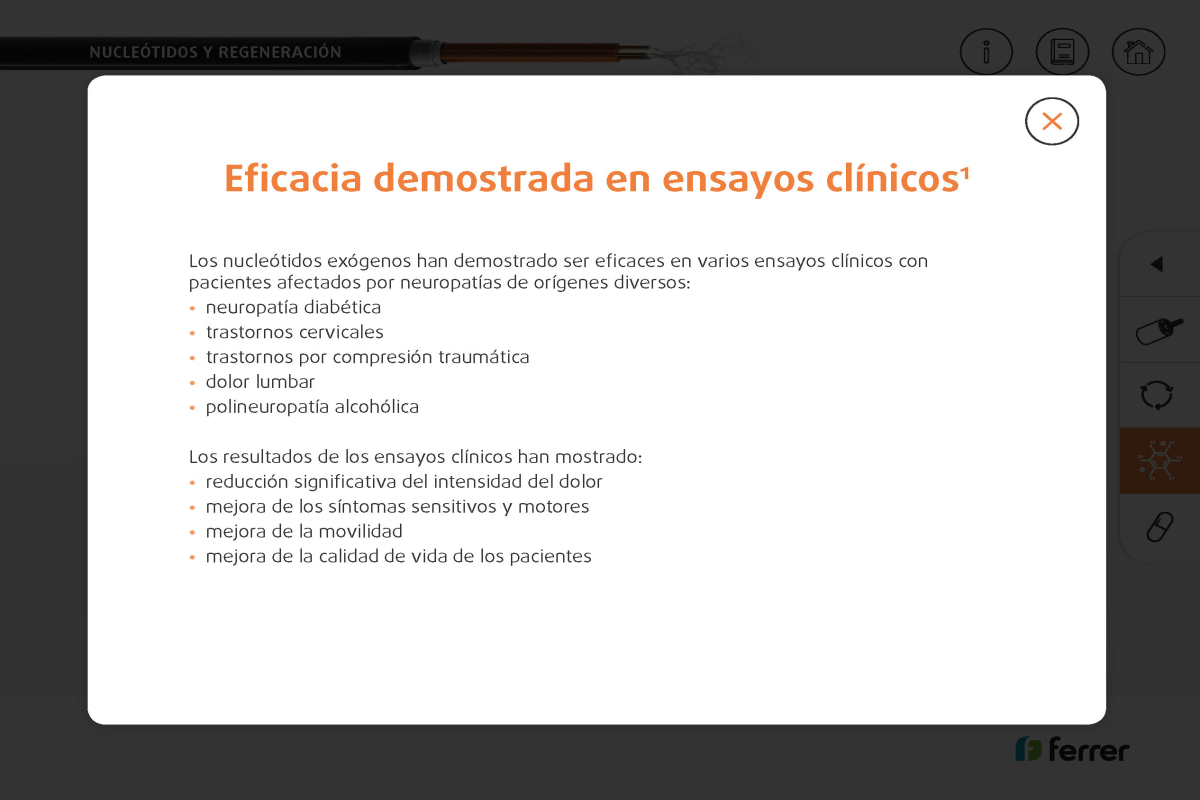 NUCLEÓTIDOS Y REGENERACIÓN
Eficacia demostrada en ensayos clínicos¹
Los nucleótidos exógenos han demostrado ser eficaces en varios ensayos clínicos con
pacientes afectados por neuropatías de orígenes diversos:
• neuropatía diabética
• trastornos cervicales
• trastornos por compresión traumática
• dolor lumbar
• polineuropatía alcohólica
Los resultados de los ensayos clínicos han mostrado:
• reducción significativa del intensidad del dolor
• mejora de los síntomas sensitivos y motores
• mejora de la movilidad
• mejora de la calidad de vida de los pacientes
ferrer